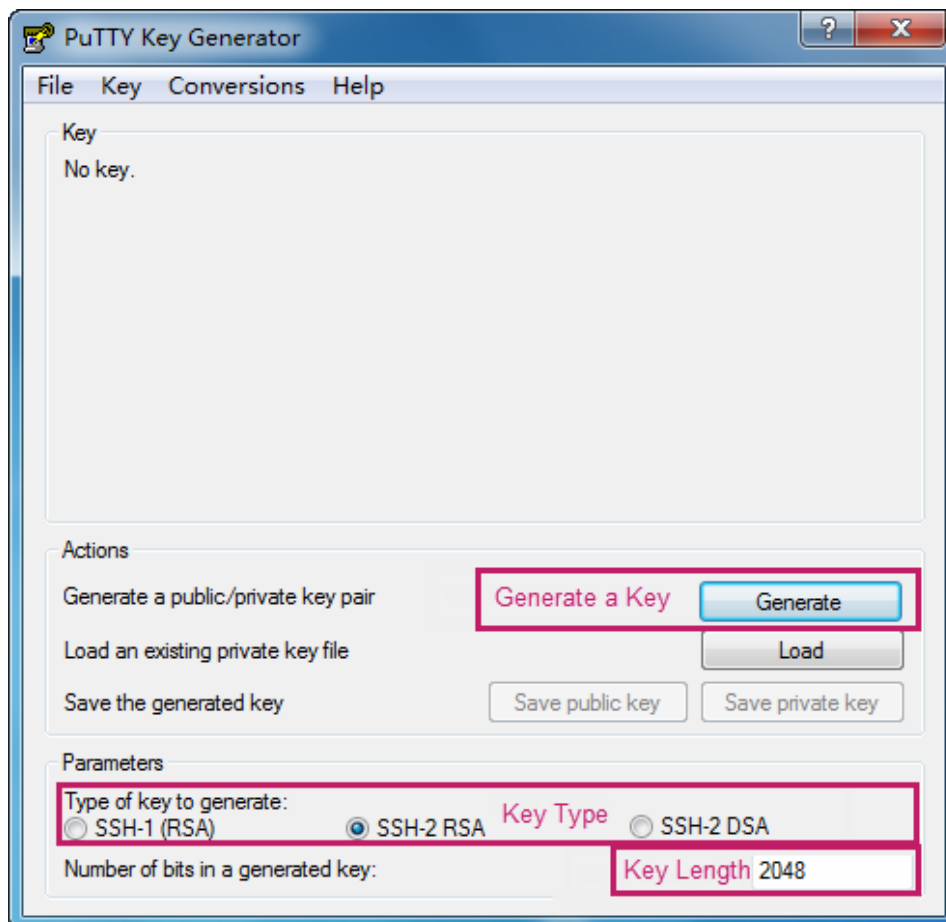 PuTTY Key Generator
File Key Conversions Help
Key
No key.
Actions
Generate a public/private key pair Generate a Key Generate
Load an existing private key file Load
Save the generated key Save public key Save private key
Parameters
Type of key to generate:
SSH-1 (RSA) SSH-2 RSA Key Type SSH-2 DSA
Number of bits in a generated key: Key Length 2048